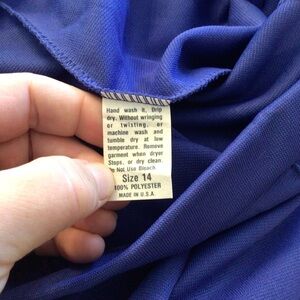 Hand wash it. Drip
dry. Without wringing
or twisting, or
machine wash and
tumble dry at low
temperature. Remove
garment when dryer
Stops, or dry clean.
Do Not Use Bleach.
Size 14
100% POLYESTER
MADE IN U.S.A.